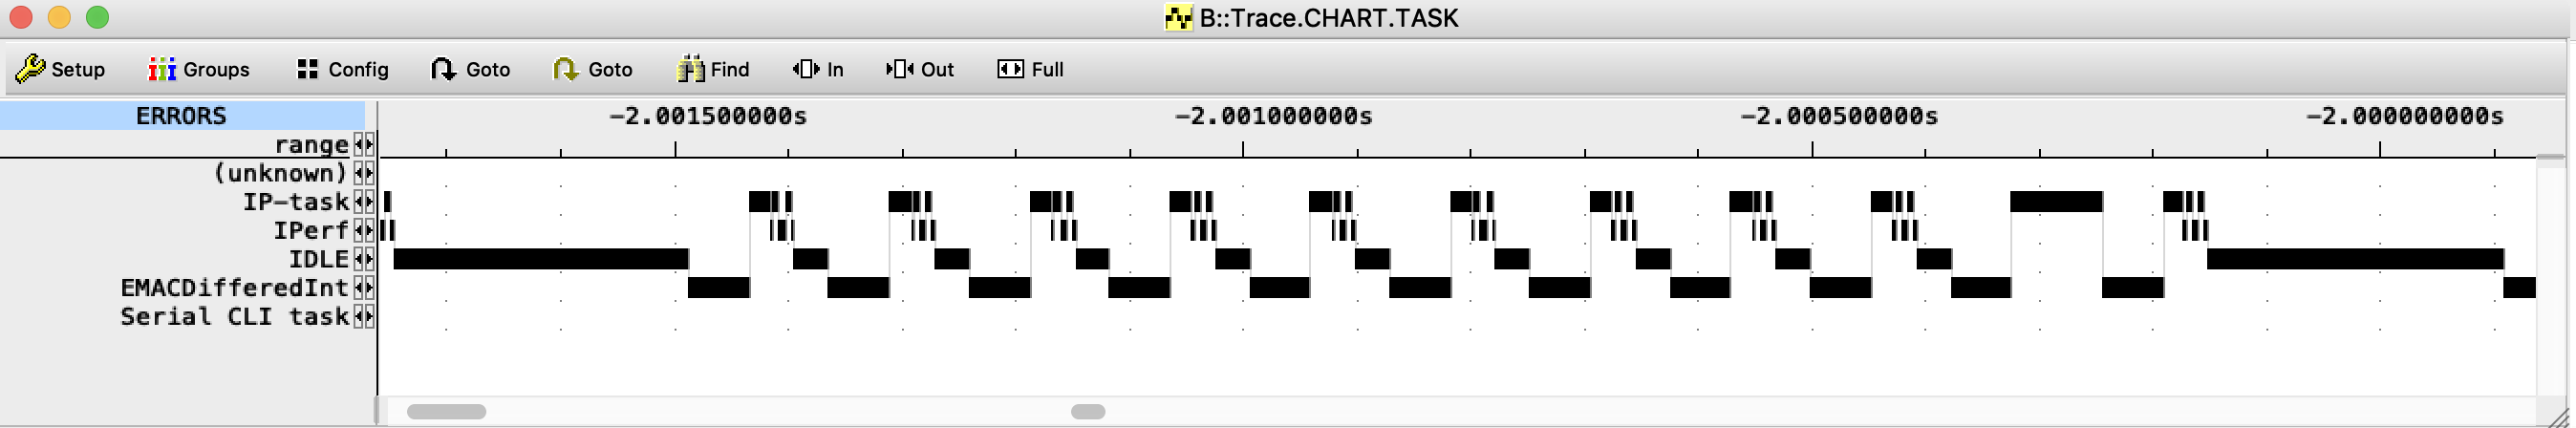 B::Trace.CHART.TASK
Setup Groups Config Goto Goto Find In Out Full
ERRORS -2.001500000s -2.001000000s -2.000500000s -2.000000000s
range
(unknown)
IP-task
IPerf
IDLE
EMACDifferedInt
Serial CLI task